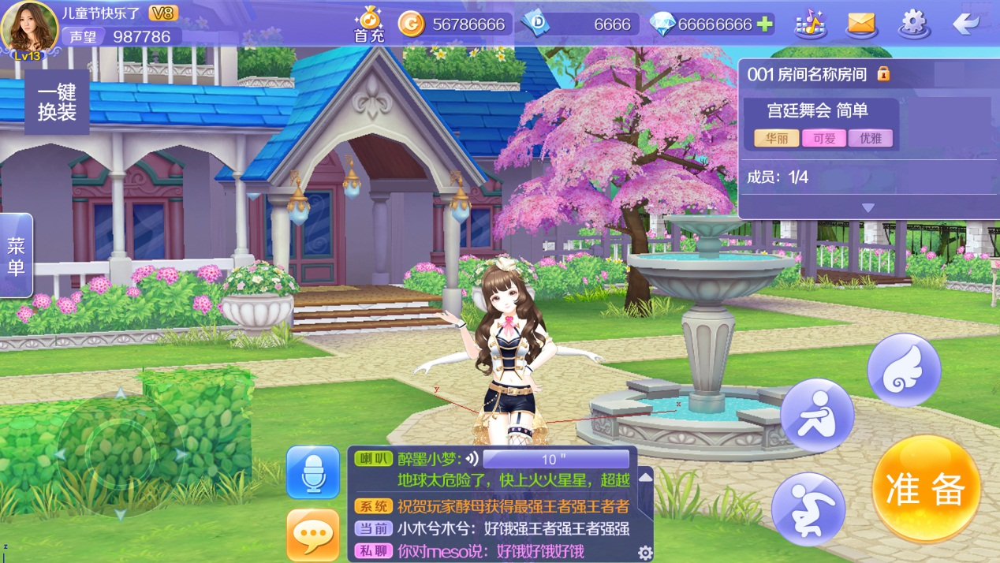 儿童节快乐了 V8
声望 987786
Lv13
首充
G 56786666
D 6666
66666666
一键
换装
001房间名称房间
宫廷舞会 简单
华丽 可爱 优雅
成员：1/4
菜单
y
x
z
准备
喇叭 醉墨小梦： 10 "
地球太危险了，快上火火星星，超越
系统 祝贺玩家酵母获得最强王者强王者者
当前 小木兮木兮：好饿强王者强王者强强
私聊 你对meso说：好饿好饿好饿